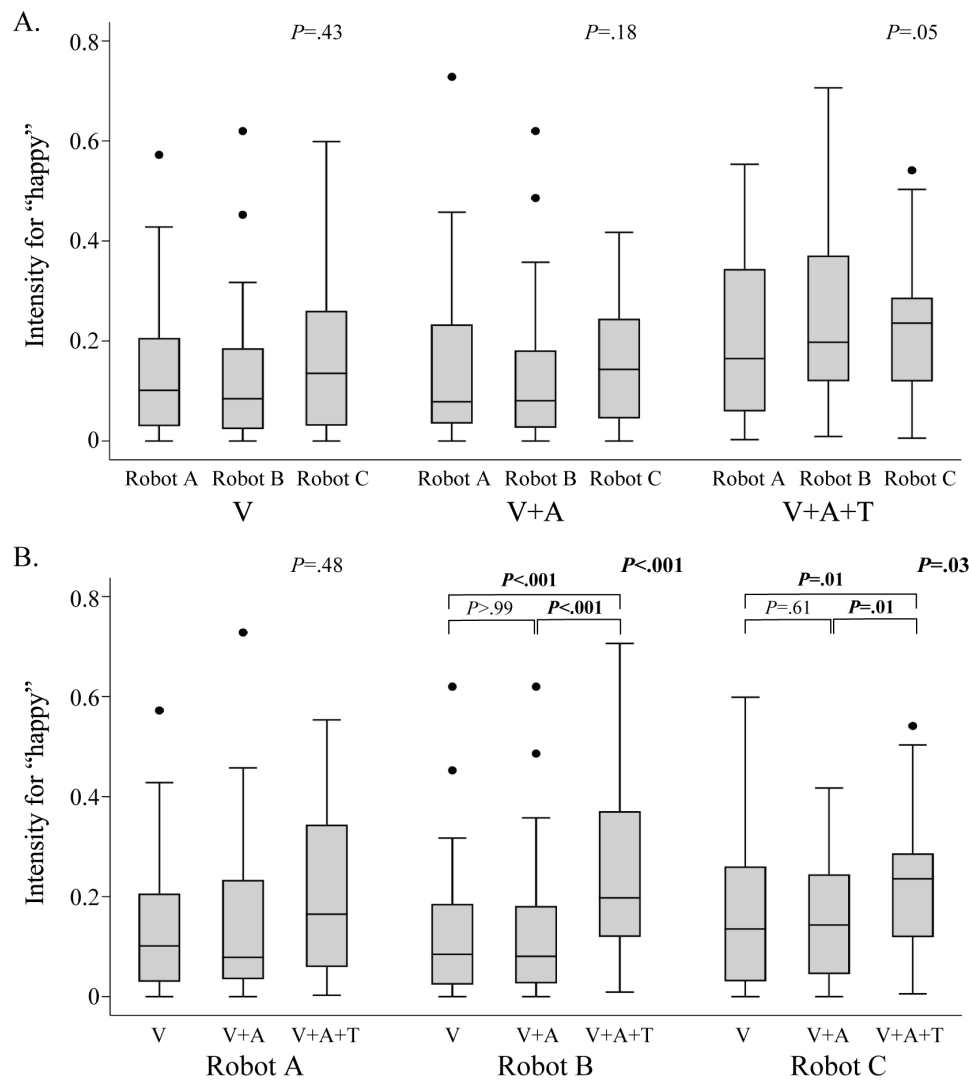 A.
P=.43 P=.18 P=.05
0.8
0.6
0.4
0.2
0
Intensity for “happy”
Robot A Robot B Robot C Robot A Robot B Robot C Robot A Robot B Robot C
V V+A V+A+T
B.
P=.48 P<.001 P=.03
P<.001 P=.01
P>.99 P<.001 P=.61 P=.01
0.8
0.6
0.4
0.2
0
Intensity for “happy”
V V+A V+A+T V V+A V+A+T V V+A V+A+T
Robot A Robot B Robot C